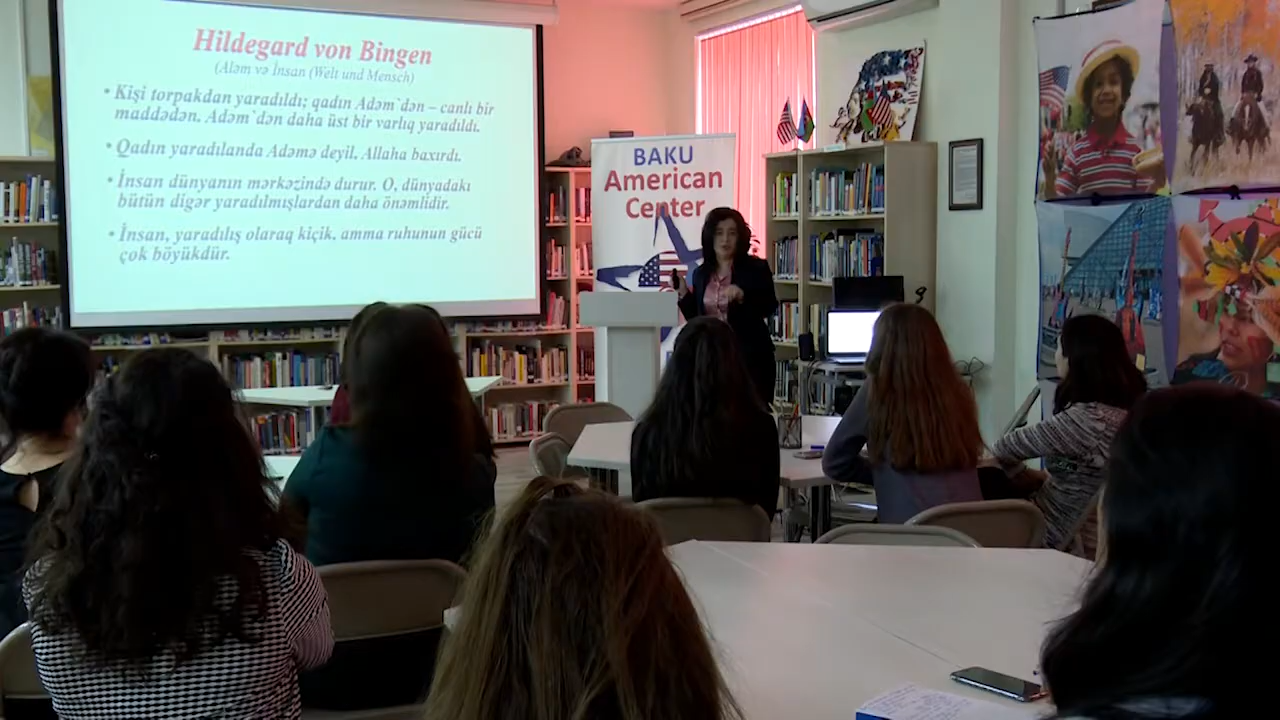 Hildegard von Bingen
(Aləm və İnsan (Welt und Mensch)
• Kişi torpakdan yaradıldı; qadın Adəm`dən – canlı bir
maddədən. Adəm`dən daha üst bir varlıq yaradıldı.
• Qadın yaradılanda Adəmə deyil, Allaha baxırdı.
• İnsan dünyanın mərkəzində durur. O, dünyadakı
bütün digər yaradılmışlardan daha önəmlidir.
• İnsan, yaradılış olaraq kiçik, amma ruhunun gücü
çok böyükdür.
BAKU
American
Center